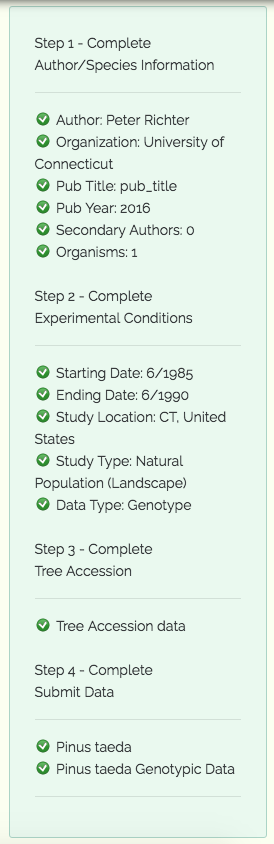 Step 1 - Complete
Author/Species Information
Author: Peter Richter
Organization: University of
Connecticut
Pub Title: pub_title
Pub Year: 2016
Secondary Authors: 0
Organisms: 1
Step 2 - Complete
Experimental Conditions
Starting Date: 6/1985
Ending Date: 6/1990
Study Location: CT, United
States
Study Type: Natural
Population (Landscape)
Data Type: Genotype
Step 3 - Complete
Tree Accession
Tree Accession data
Step 4 - Complete
Submit Data
Pinus taeda
Pinus taeda Genotypic Data